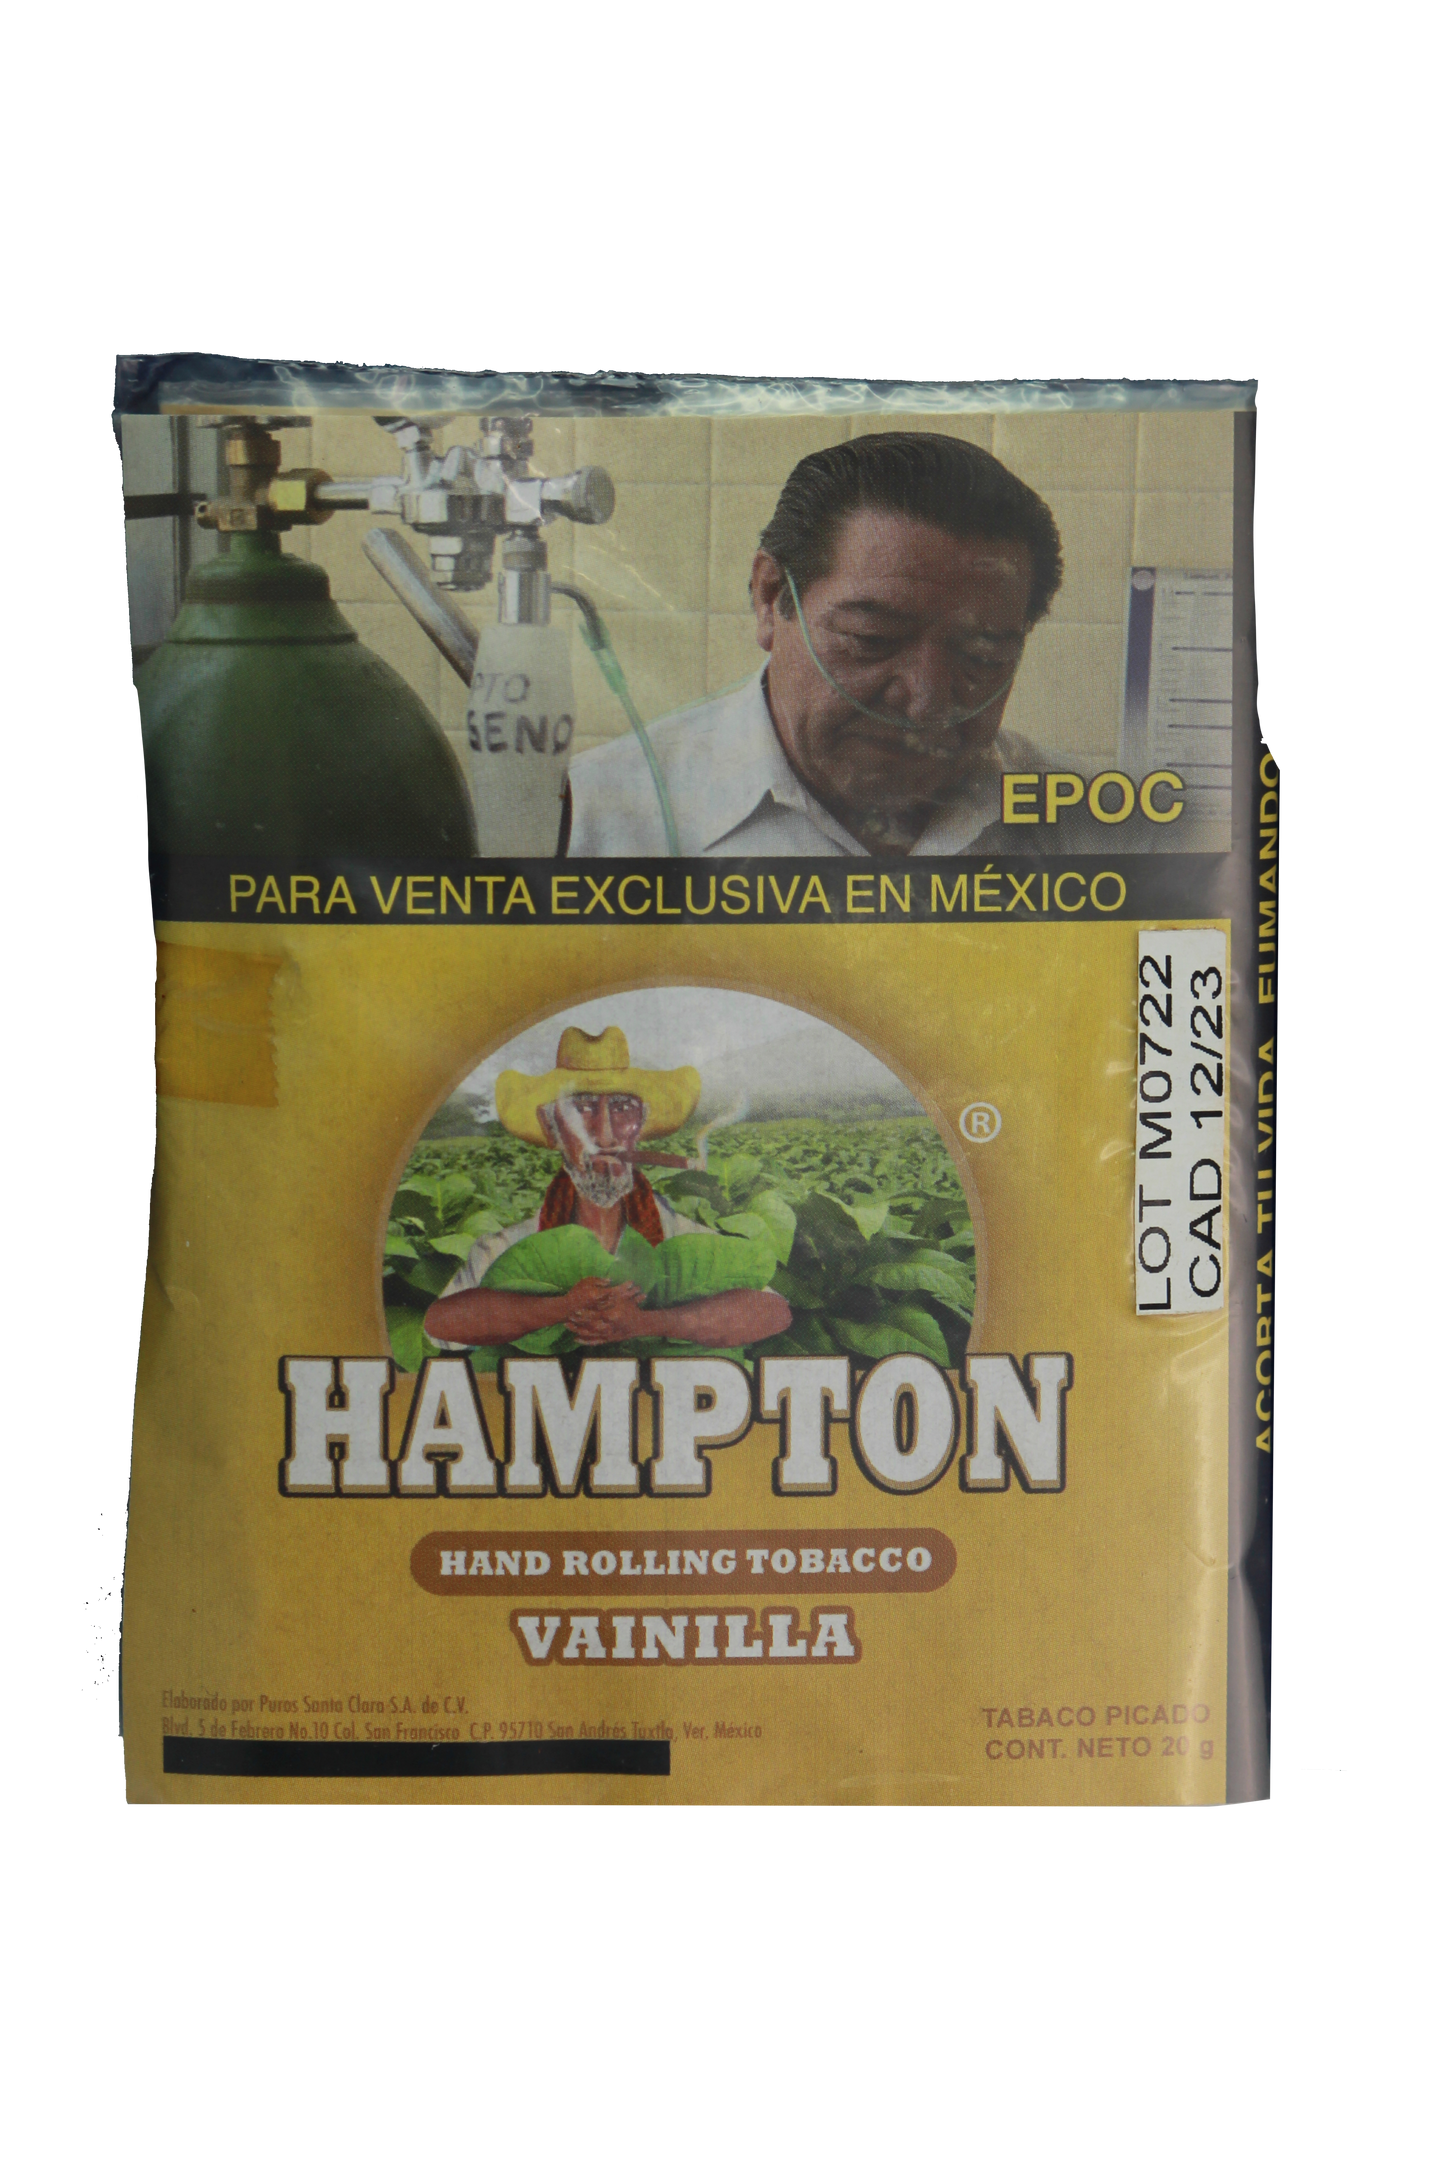 PTO
GENO
EPOC
PARA VENTA EXCLUSIVA EN MÉXICO
ACORTA TU VIDA FUMANDO
LOT M0722
CAD 12/23
®
HAMPTON
HAND ROLLING TOBACCO
VAINILLA
Elaborado por Puros Santa Clara S.A. de C.V.
Blvd. 5 de Febrero No.10 Col. San Francisco C.P. 95710 San Andrés Tuxtla, Ver. México
TABACO PICADO
CONT. NETO 20 g